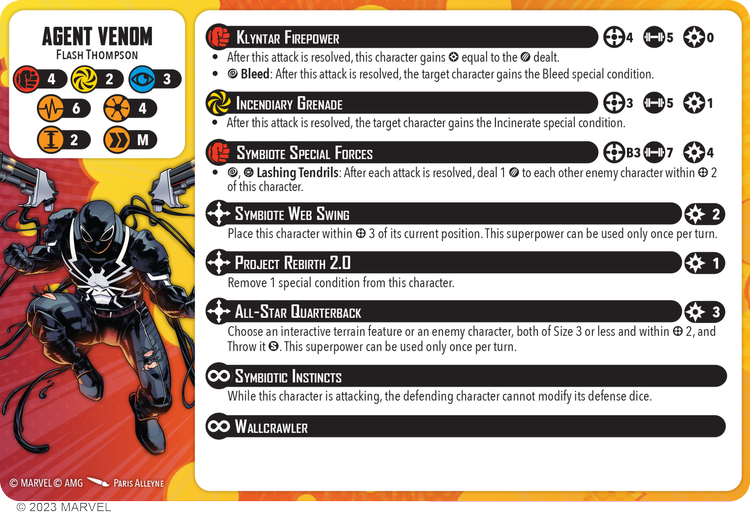 AGENT VENOM
FLASH THOMPSON
4 2 3
6 4
2 M
KLYNTAR FIREPOWER 4 5 0
• After this attack is resolved, this character gains equal to the dealt.
• Bleed: After this attack is resolved, the target character gains the Bleed special condition.
INCENDIARY GRENADE 3 5 1
• After this attack is resolved, the target character gains the Incinerate special condition.
SYMBIOTE SPECIAL FORCES B3 7 4
• , Lashing Tendrils: After each attack is resolved, deal 1 to each other enemy character within 2
of this character.
SYMBIOTE WEB SWING 2
Place this character within 3 of its current position. This superpower can be used only once per turn.
PROJECT REBIRTH 2.0 1
Remove 1 special condition from this character.
ALL-STAR QUARTERBACK 3
Choose an interactive terrain feature or an enemy character, both of Size 3 or less and within 2, and
Throw it S. This superpower can be used only once per turn.
SYMBIOTIC INSTINCTS
While this character is attacking, the defending character cannot modify its defense dice.
WALLCRAWLER
© MARVEL © AMG PARIS ALLEYNE
© 2023 MARVEL